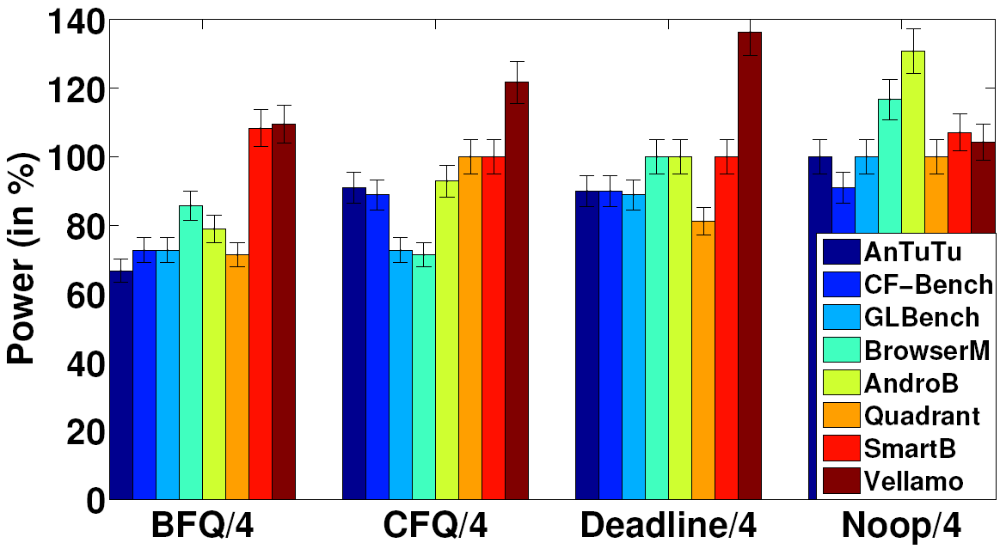 Power (in %)
140
120
100
80
60
40
20
0
BFQ/4 CFQ/4 Deadline/4 Noop/4
AnTuTu
CF−Bench
GLBench
BrowserM
AndroB
Quadrant
SmartB
Vellamo